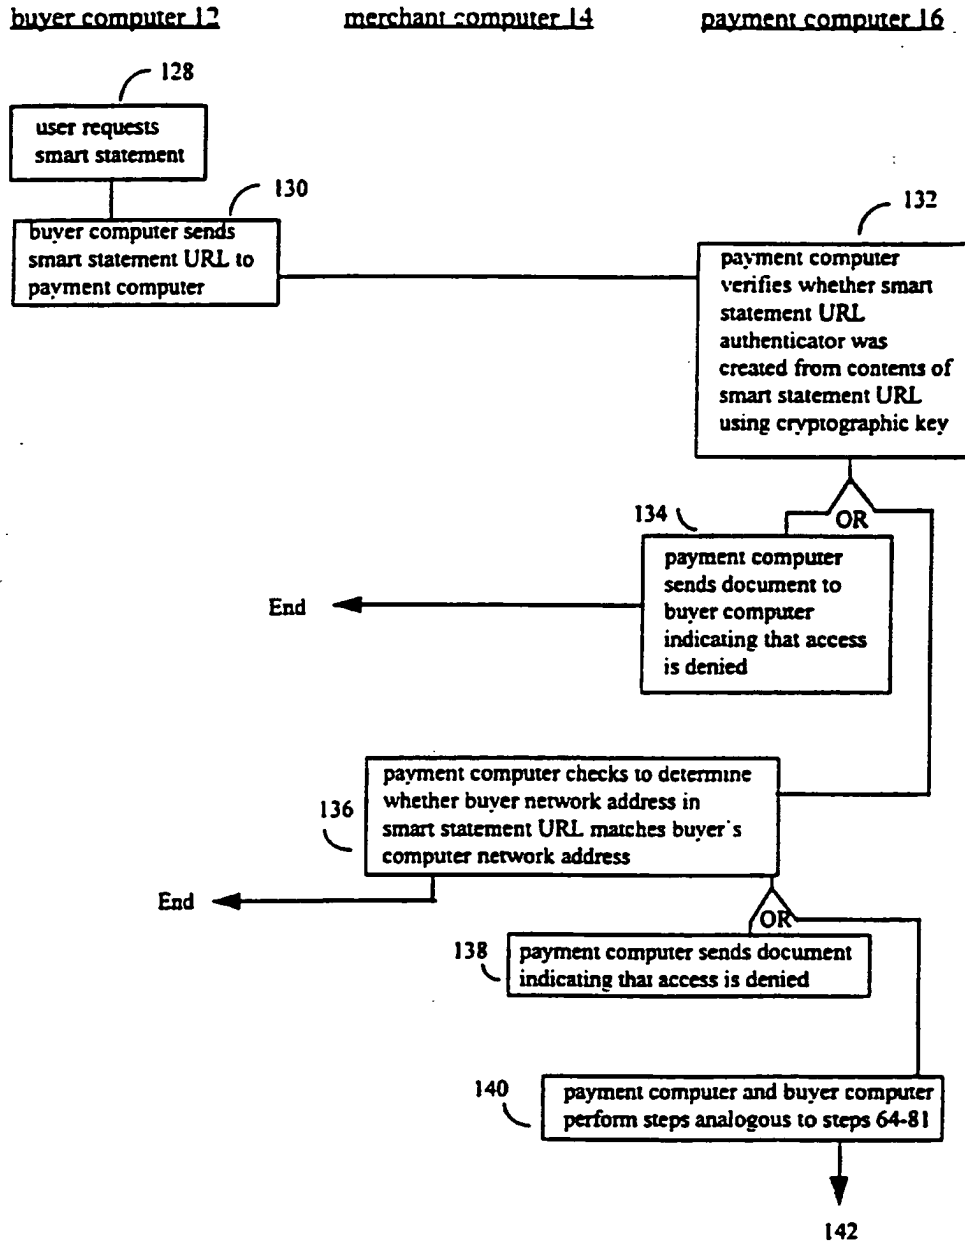 buyer computer 12
merchant computer 14
payment computer 16
128
user requests
smart statement
130
buyer computer sends
smart statement URL to
payment computer
132
payment computer
verifies whether smart
statement URL
authenticator was
created from contents of
smart statement URL
using cryptographic key
OR
134
payment computer
sends document to
buyer computer
indicating that access
is denied
End
136
payment computer checks to determine
whether buyer network address in
smart statement URL matches buyer's
computer network address
End
OR
138
payment computer sends document
indicating that access is denied
140
payment computer and buyer computer
perform steps analogous to steps 64-81
142